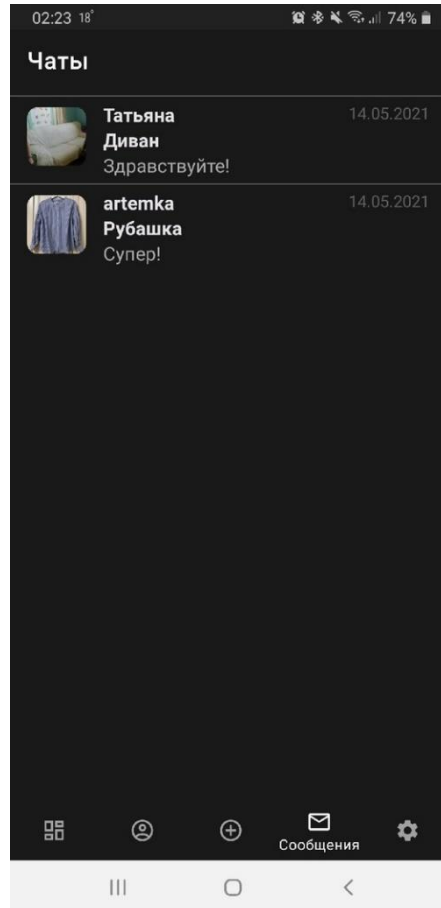 02:23 18° 74%
Чаты
Татьяна 14.05.2021
Диван
Здравствуйте!
artemka 14.05.2021
Рубашка
Супер!
Сообщения